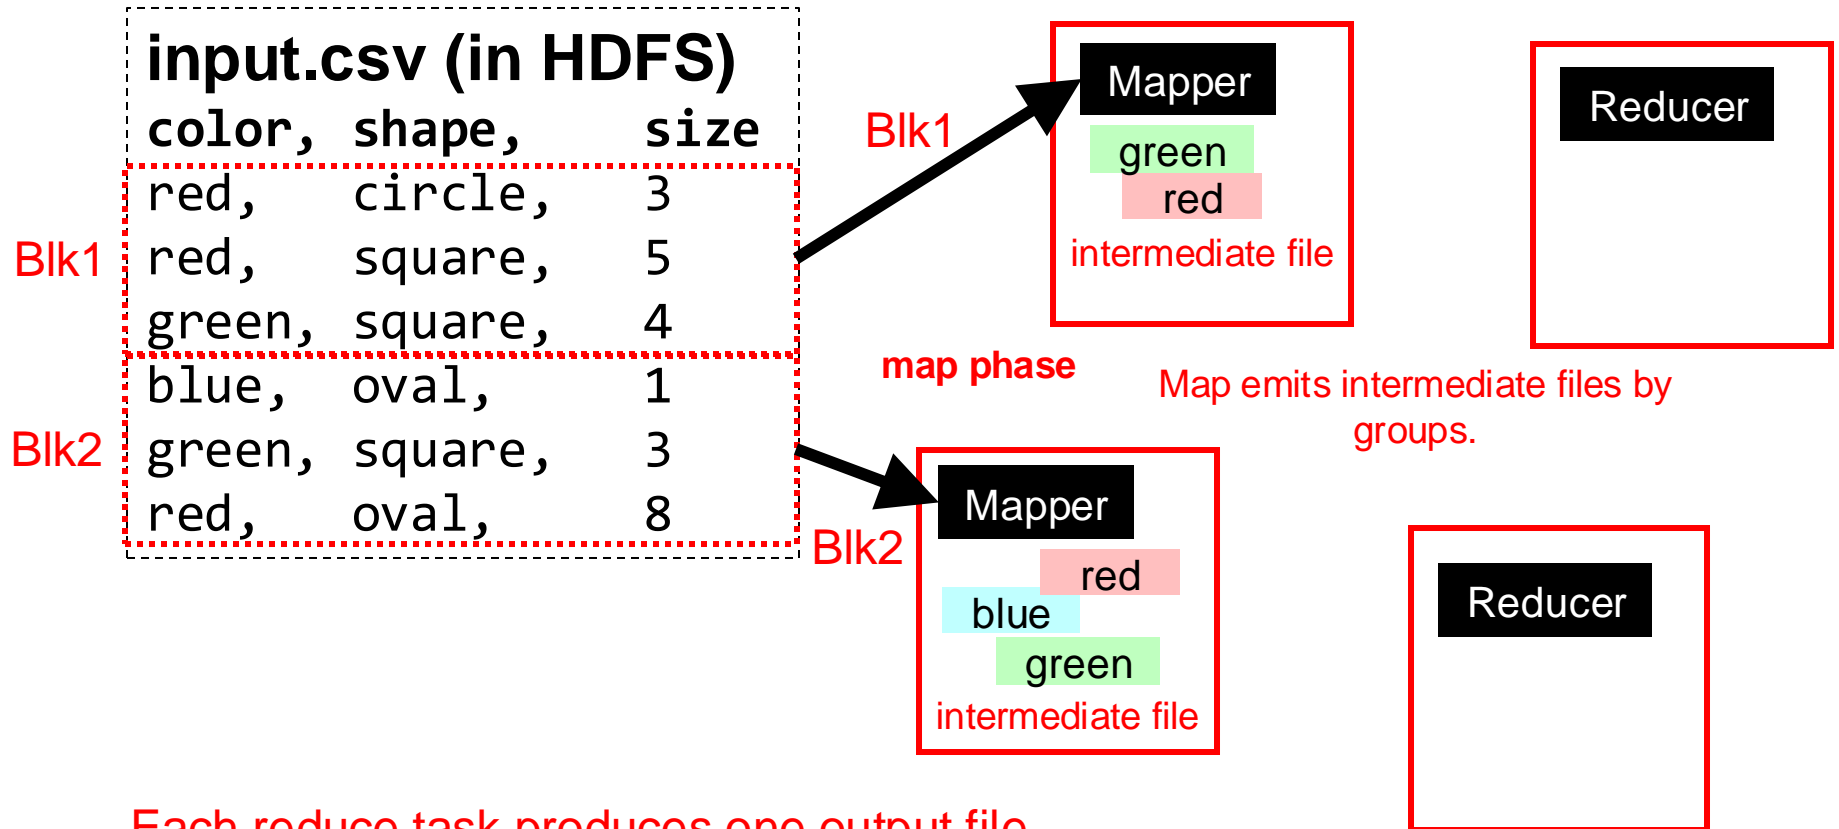 input.csv (in HDFS)
color, shape, size
red, circle, 3
red, square, 5
green, square, 4
blue, oval, 1
green, square, 3
red, oval, 8
Blk1
Blk2
Blk1
Blk2
map phase
Mapper
green
red
intermediate file
Reducer
Map emits intermediate files by
groups.
Mapper
red
blue
green
intermediate file
Reducer
Each reduce task produces one output file